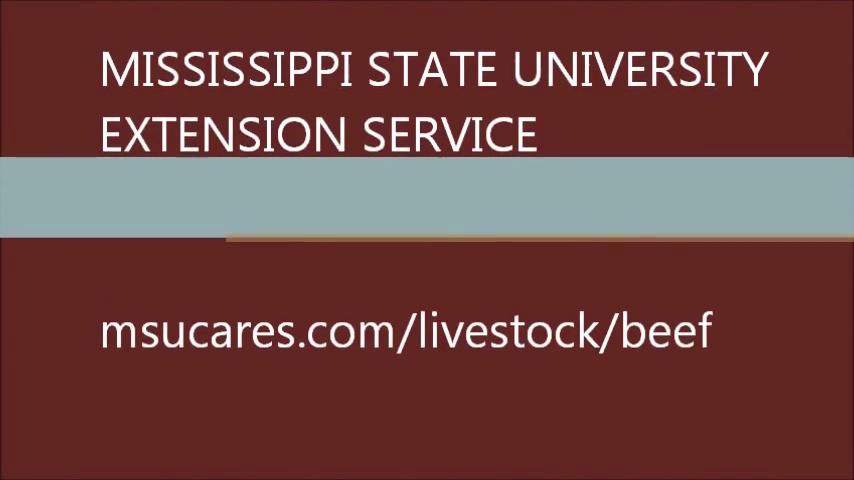 MISSISSIPPI STATE UNIVERSITY
EXTENSION SERVICE
msucares.com/livestock/beef